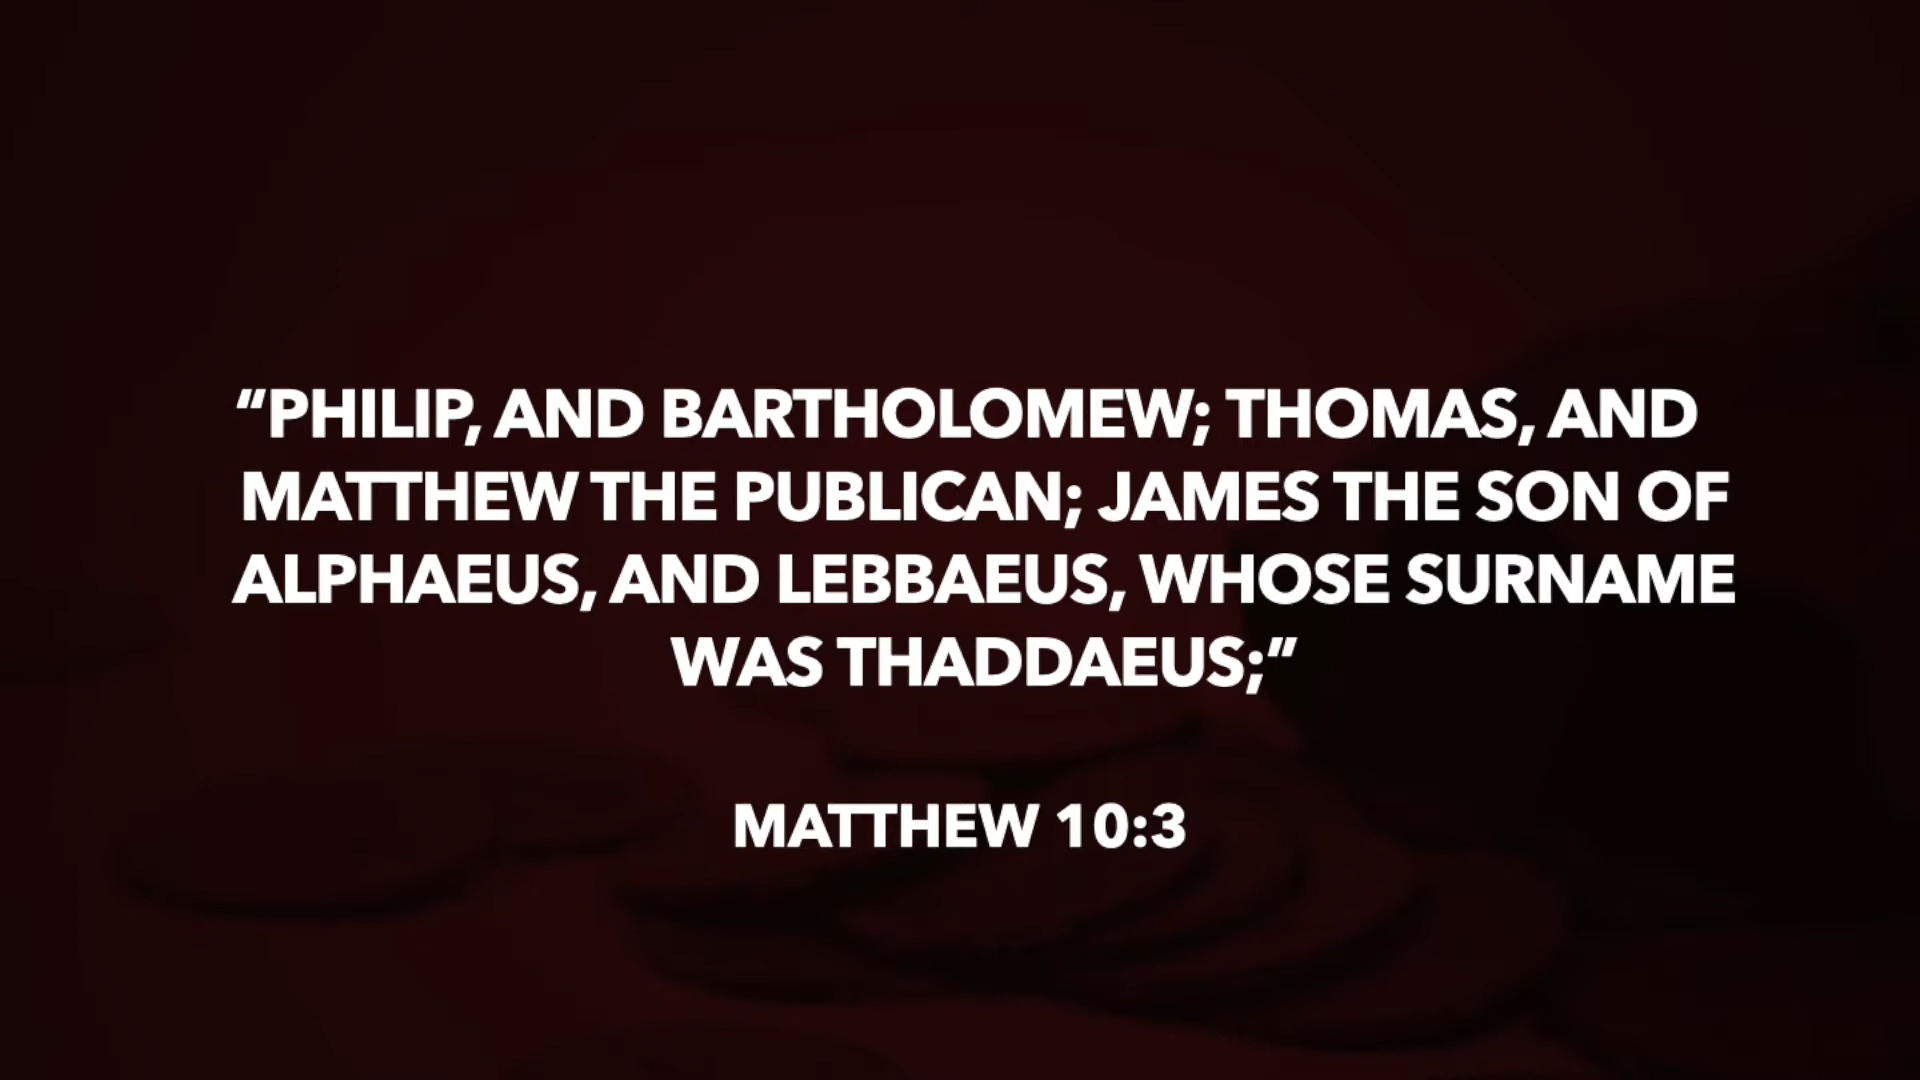 “PHILIP, AND BARTHOLOMEW; THOMAS, AND
MATTHEW THE PUBLICAN; JAMES THE SON OF
ALPHAEUS, AND LEBBAEUS, WHOSE SURNAME
WAS THADDAEUS;”
MATTHEW 10:3